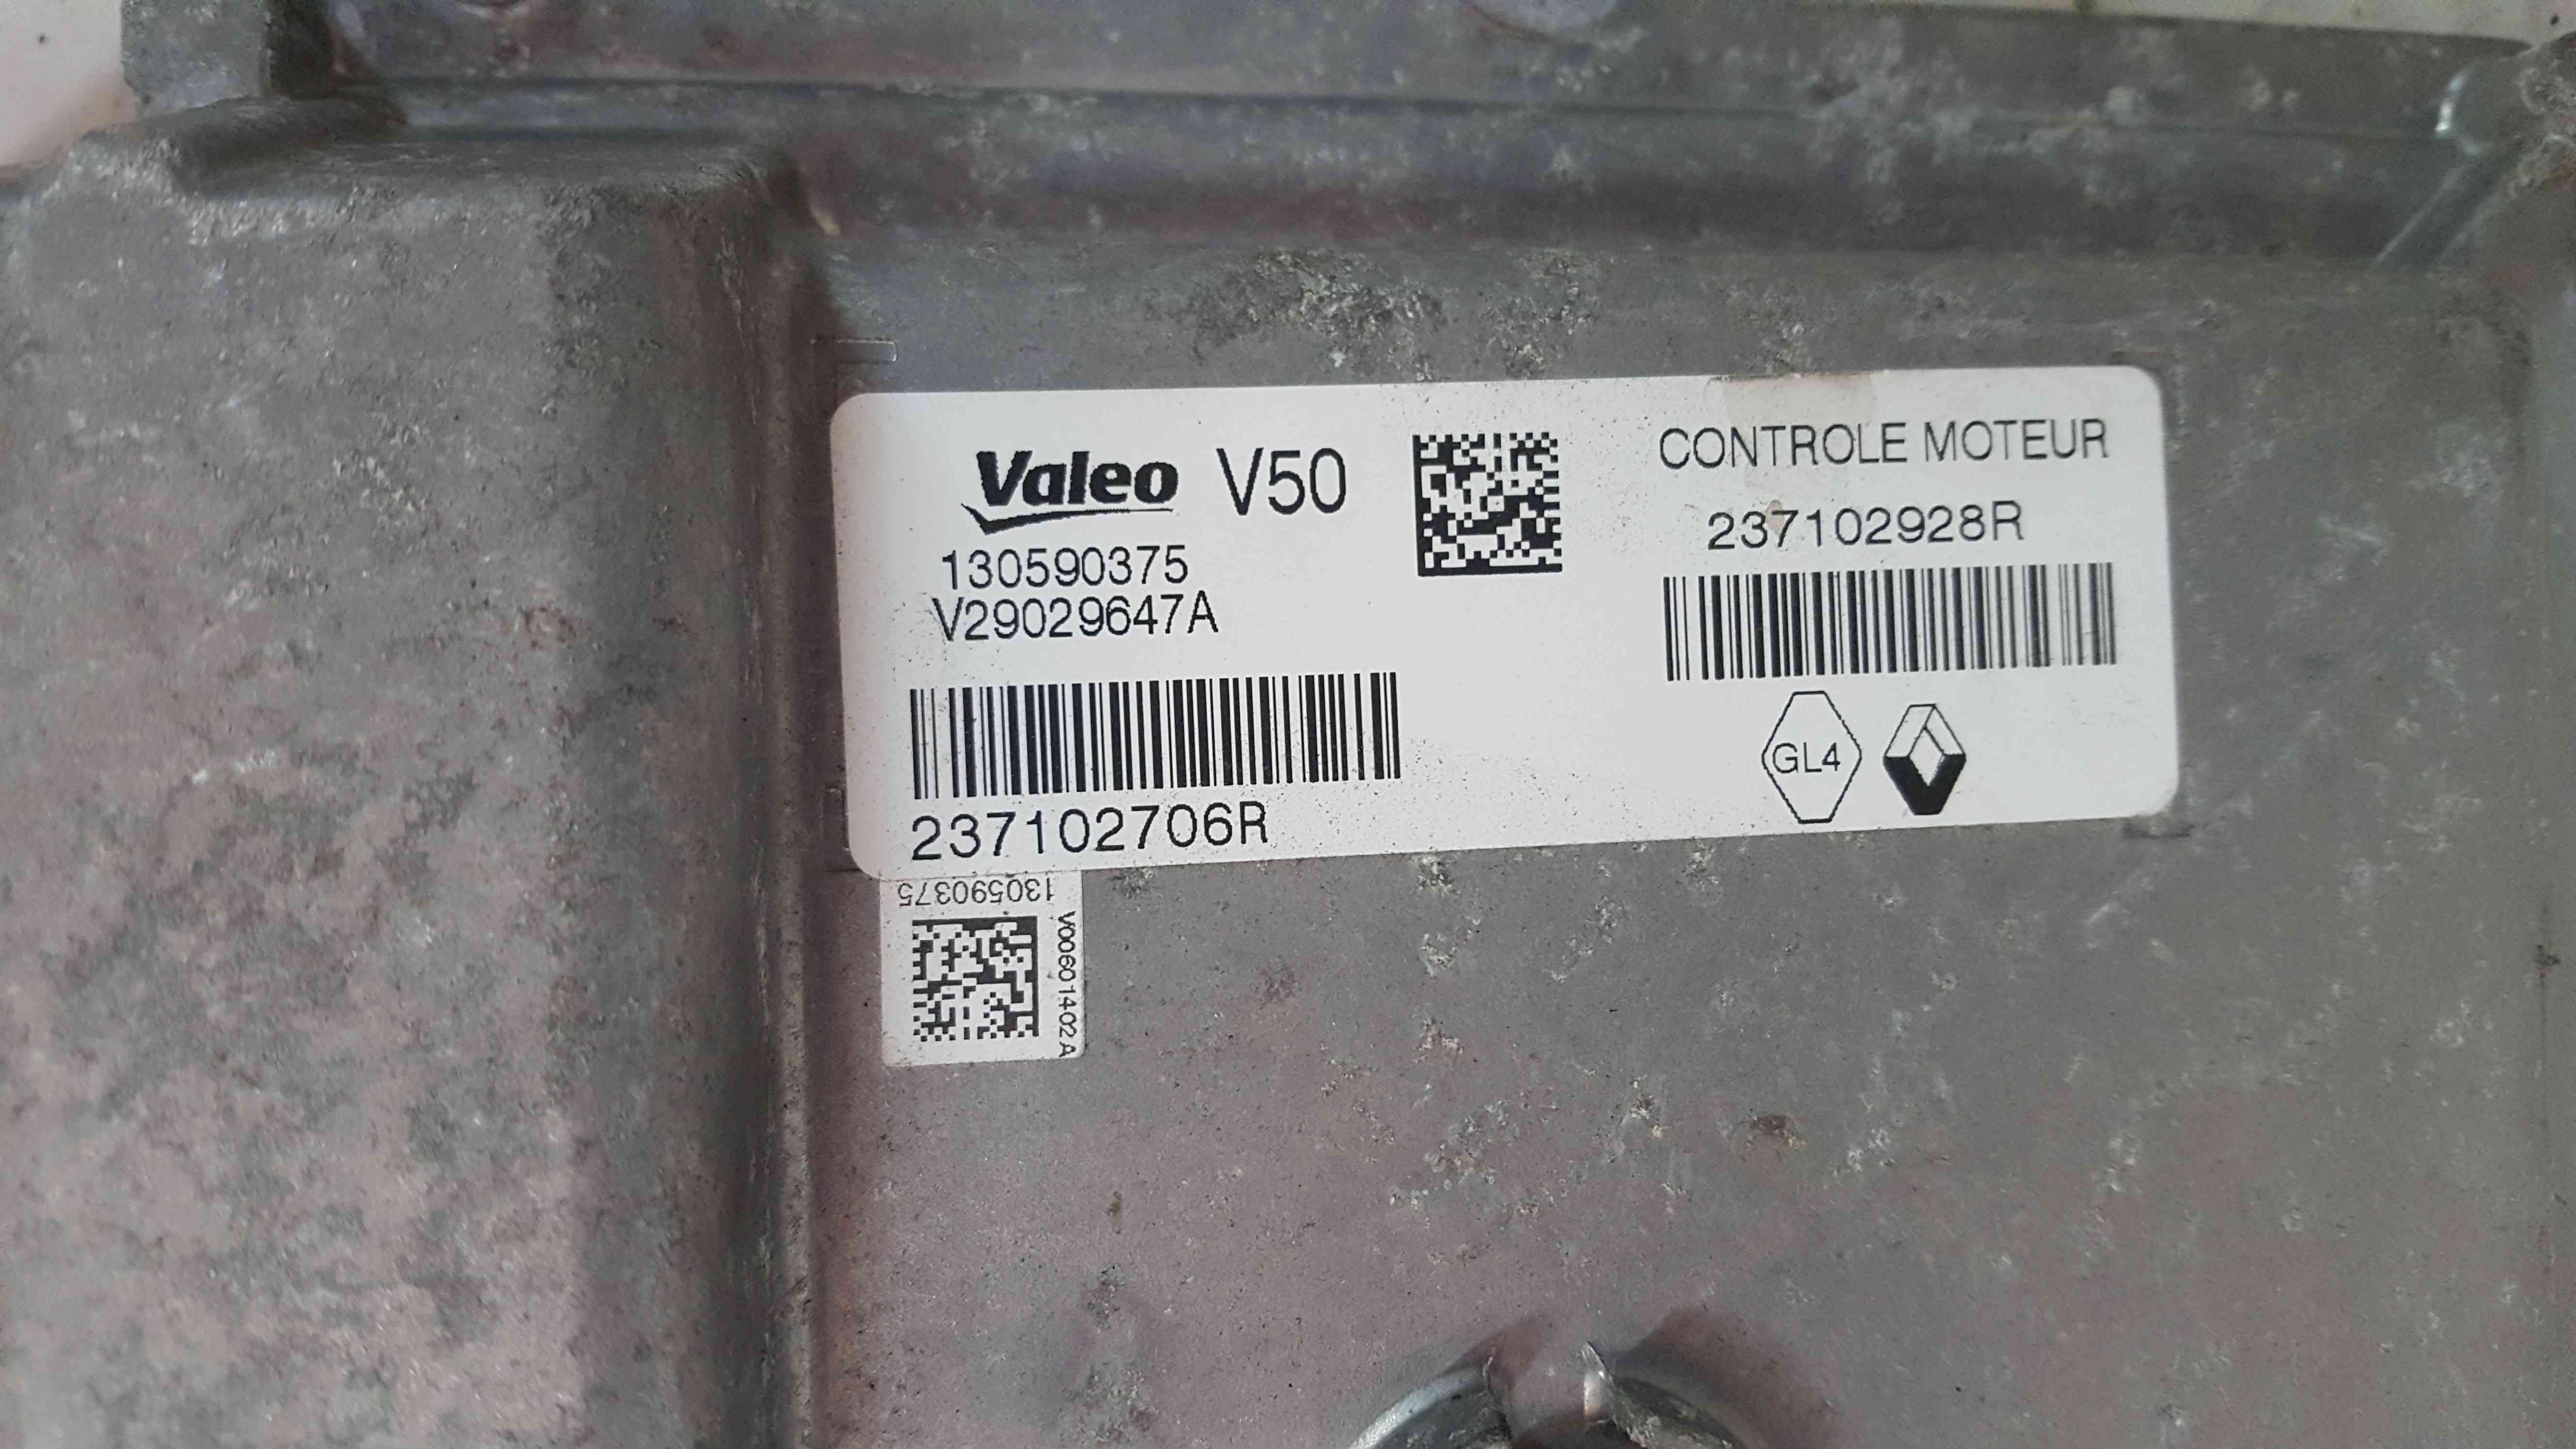 Valeo V50
130590375
V29029647A
237102706R
CONTROLE MOTEUR
237102928R
GL4
130590375
V00601402A